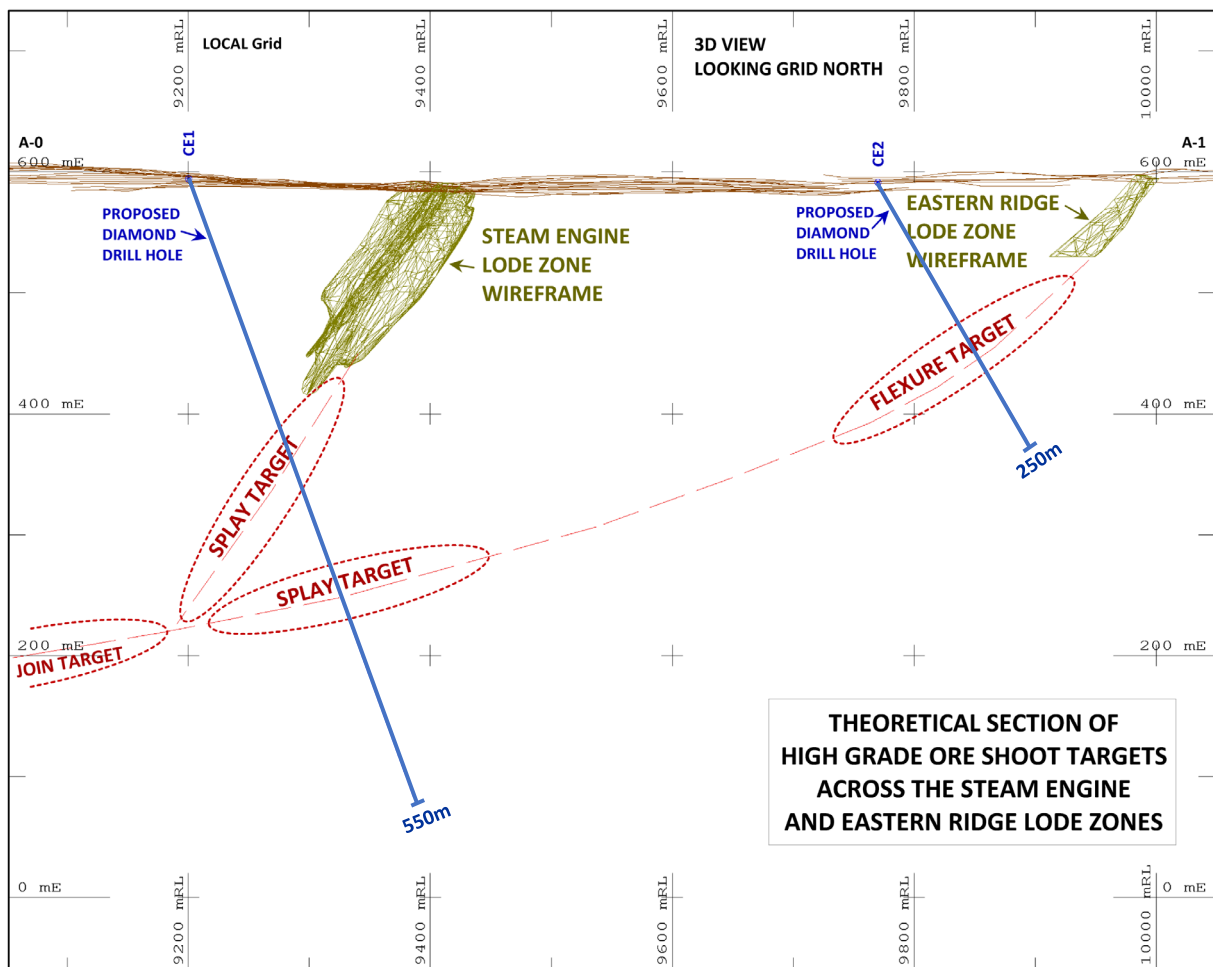 9200 mRL
9400 mRL
9600 mRL
9800 mRL
10000 mRL
LOCAL Grid
3D VIEW
LOOKING GRID NORTH
A-0
CE1
CE2
A-1
600 mE
600 mE
PROPOSED
DIAMOND
DRILL HOLE
STEAM ENGINE
LODE ZONE
WIREFRAME
PROPOSED
DIAMOND
DRILL HOLE
EASTERN RIDGE
LODE ZONE
WIREFRAME
FLEXURE TARGET
400 mE
400 mE
250m
SPLAY TARGET
SPLAY TARGET
200 mE
200 mE
JOIN TARGET
THEORETICAL SECTION OF
HIGH GRADE ORE SHOOT TARGETS
ACROSS THE STEAM ENGINE
AND EASTERN RIDGE LODE ZONES
550m
0 mE
0 mE
9200 mRL
9400 mRL
9600 mRL
9800 mRL
10000 mRL